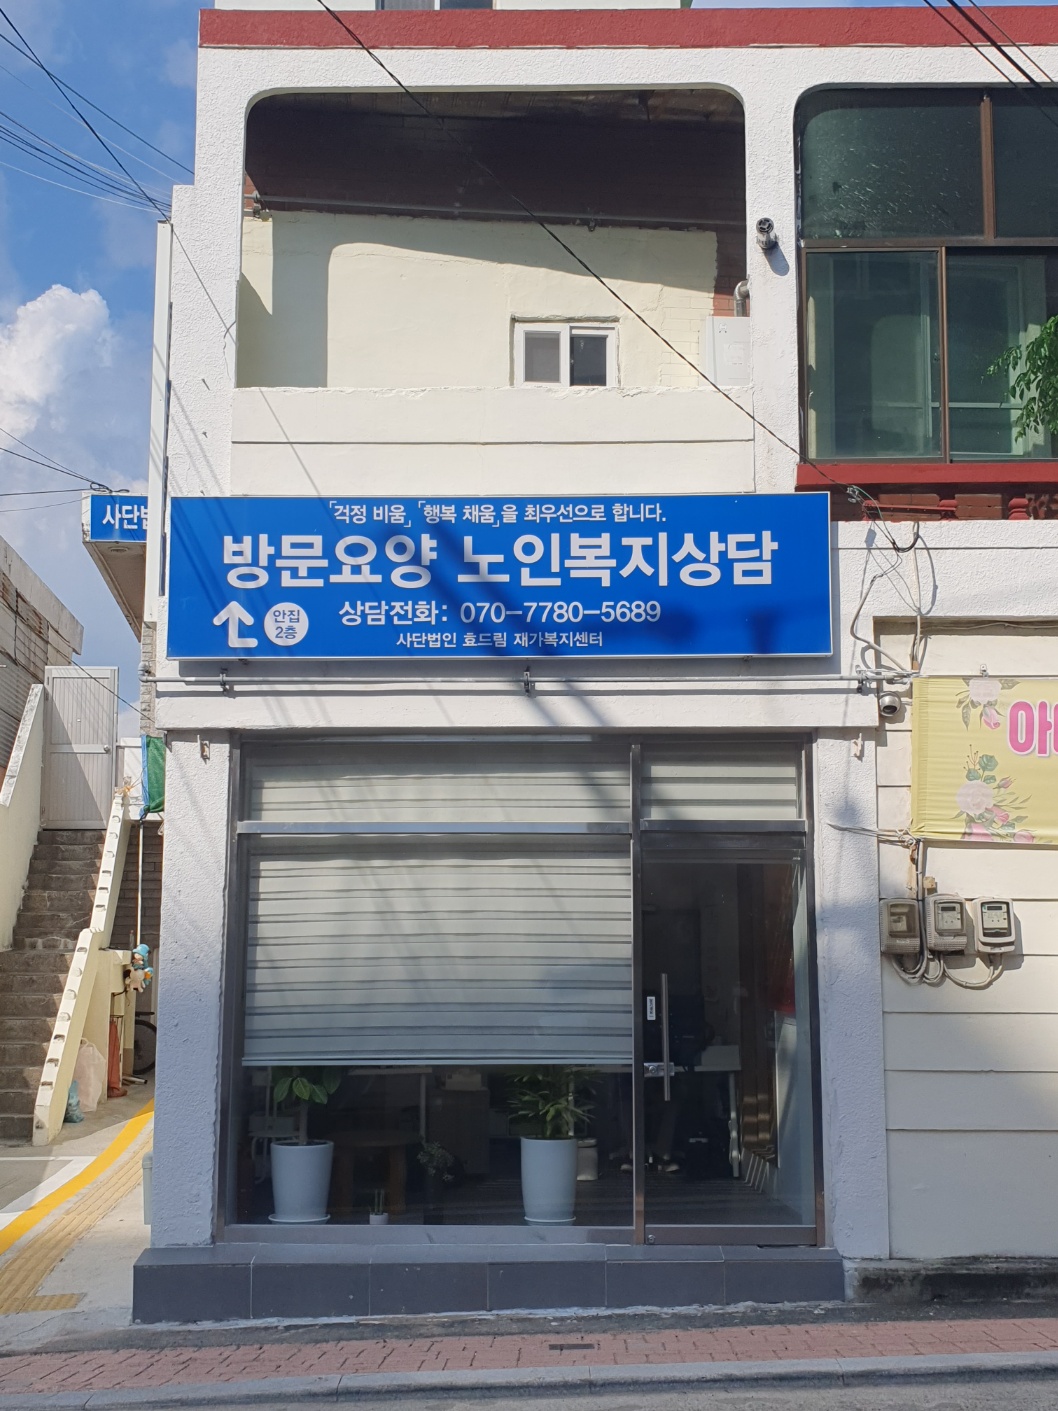 「걱정 비움」「행복 채움」을 최우선으로 합니다.
방문요양 노인복지상담
안집
2층
상담전화: 070-7780-5689
사단법인 효드림 재가복지센터
사단법
아